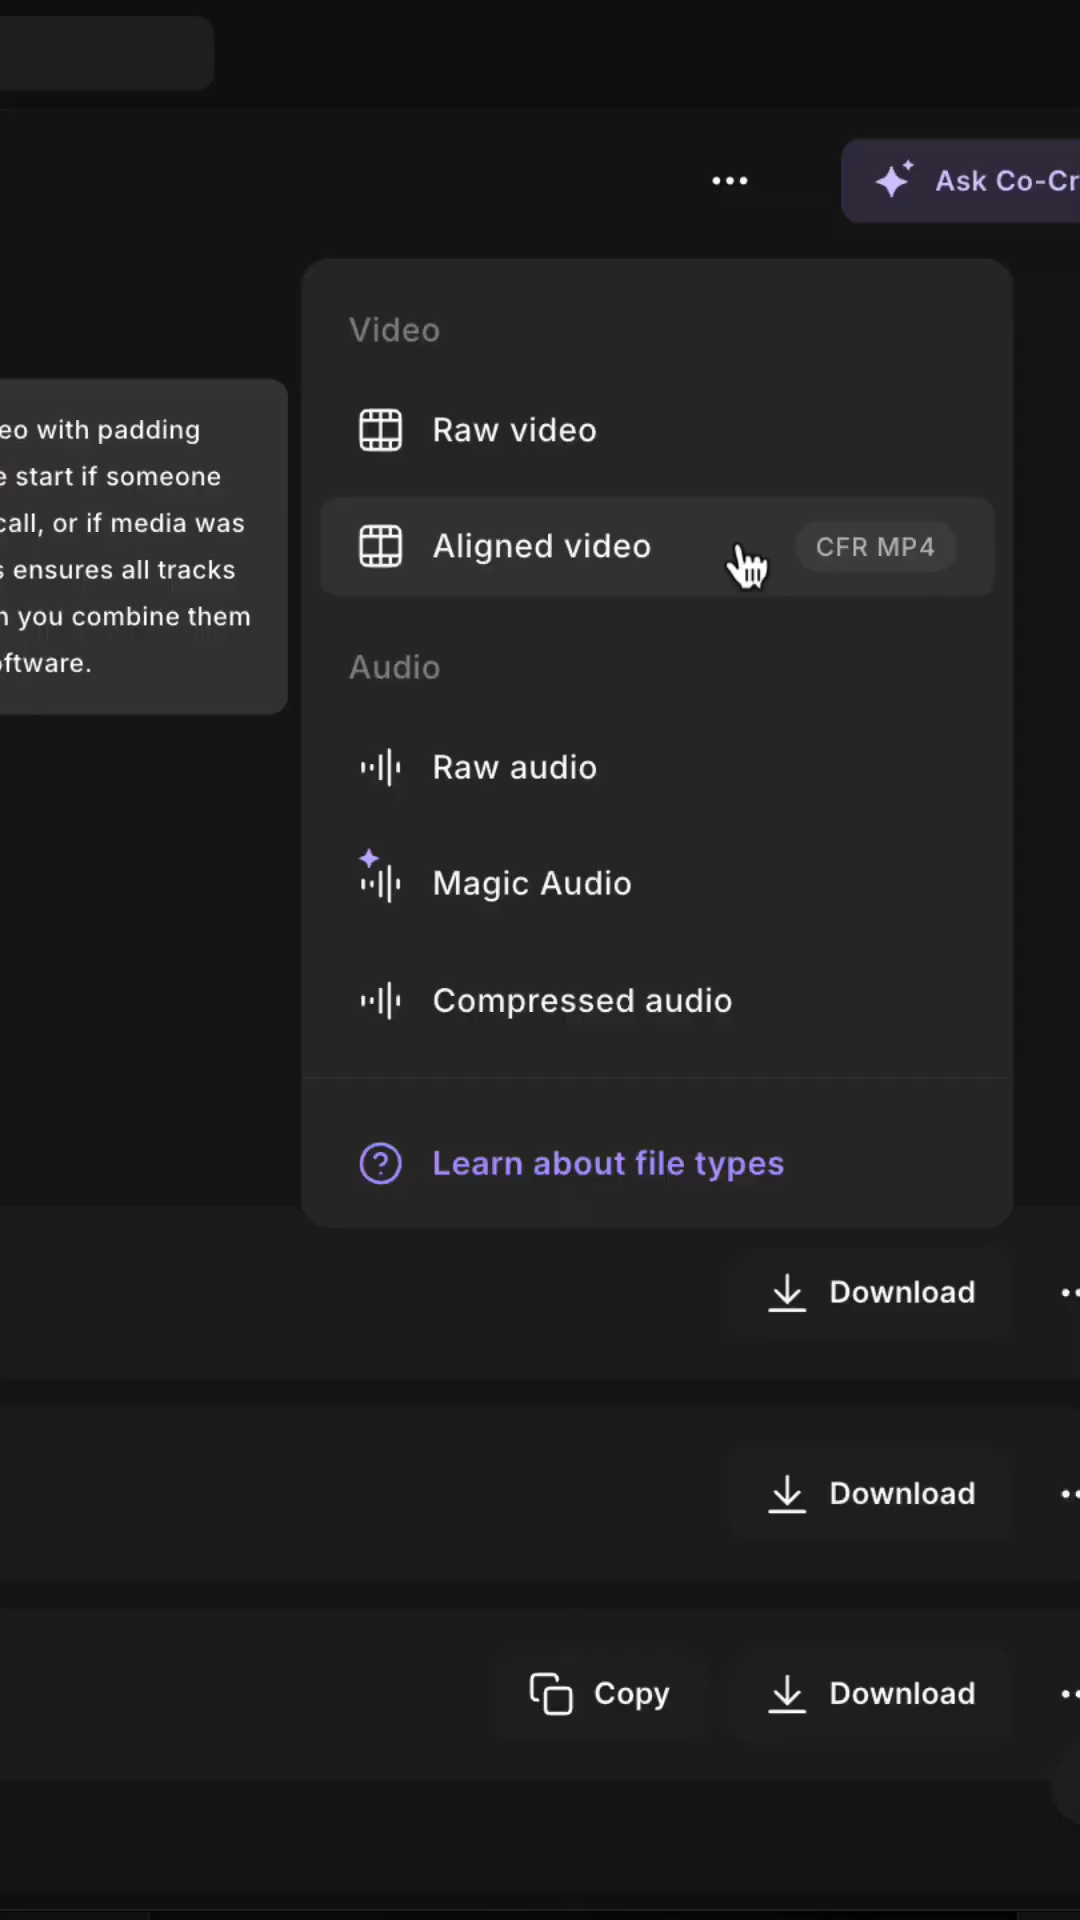 Ask Co-Cr
Video
Raw video
Aligned video CFR MP4
eo with padding
e start if someone
call, or if media was
s ensures all tracks
n you combine them
oftware.
Audio
Raw audio
Magic Audio
Compressed audio
Learn about file types
Download
Download
Copy Download